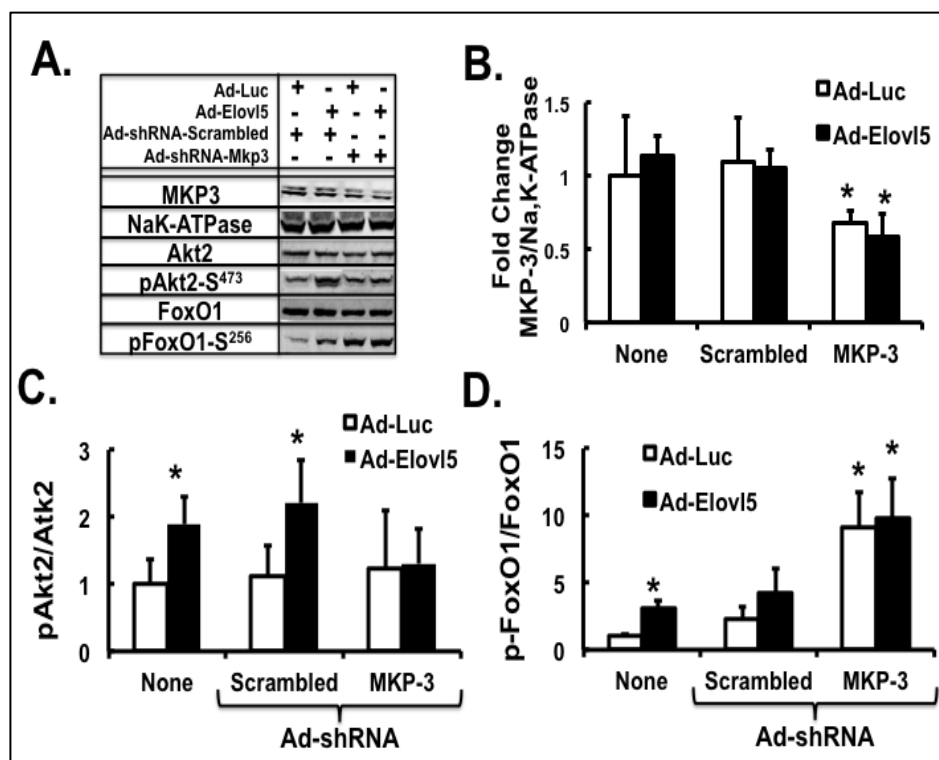 A.
Ad-Luc + - + -
Ad-Elovl5 - + - +
Ad-shRNA-Scrambled + + - -
Ad-shRNA-Mkp3 - - + +
MKP3
NaK-ATPase
Akt2
pAkt2-S473
FoxO1
pFoxO1-S256
B.
Fold Change
MKP-3/Na,K-ATPase
1.5
1
0.5
0
Ad-Luc
Ad-Elovl5
* *
None Scrambled MKP-3
C.
pAkt2/Atk2
3
2
1
0
Ad-Luc
Ad-Elovl5
* *
None Scrambled MKP-3
Ad-shRNA
D.
p-FoxO1/FoxO1
15
10
5
0
Ad-Luc
Ad-Elovl5
* * *
None Scrambled MKP-3
Ad-shRNA